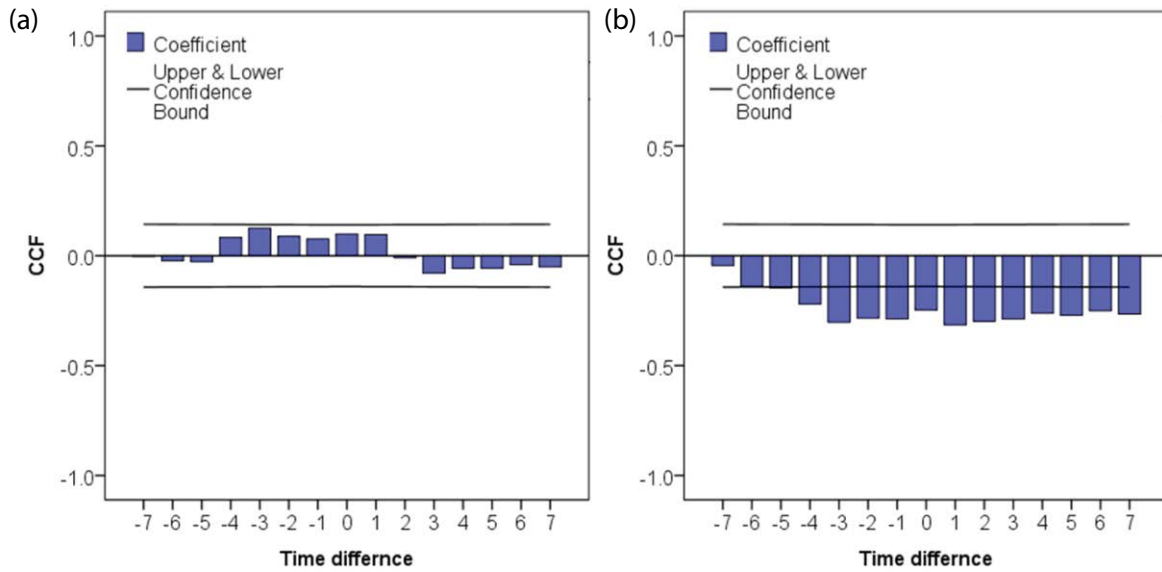 (a)
1.0
0.5
0.0
-0.5
-1.0
CCF
Coefficient
Upper & Lower
Confidence
Bound
-7 -6 -5 -4 -3 -2 -1 0 1 2 3 4 5 6 7
Time differnce
(b)
1.0
0.5
0.0
-0.5
-1.0
CCF
Coefficient
Upper & Lower
Confidence
Bound
-7 -6 -5 -4 -3 -2 -1 0 1 2 3 4 5 6 7
Time differnce